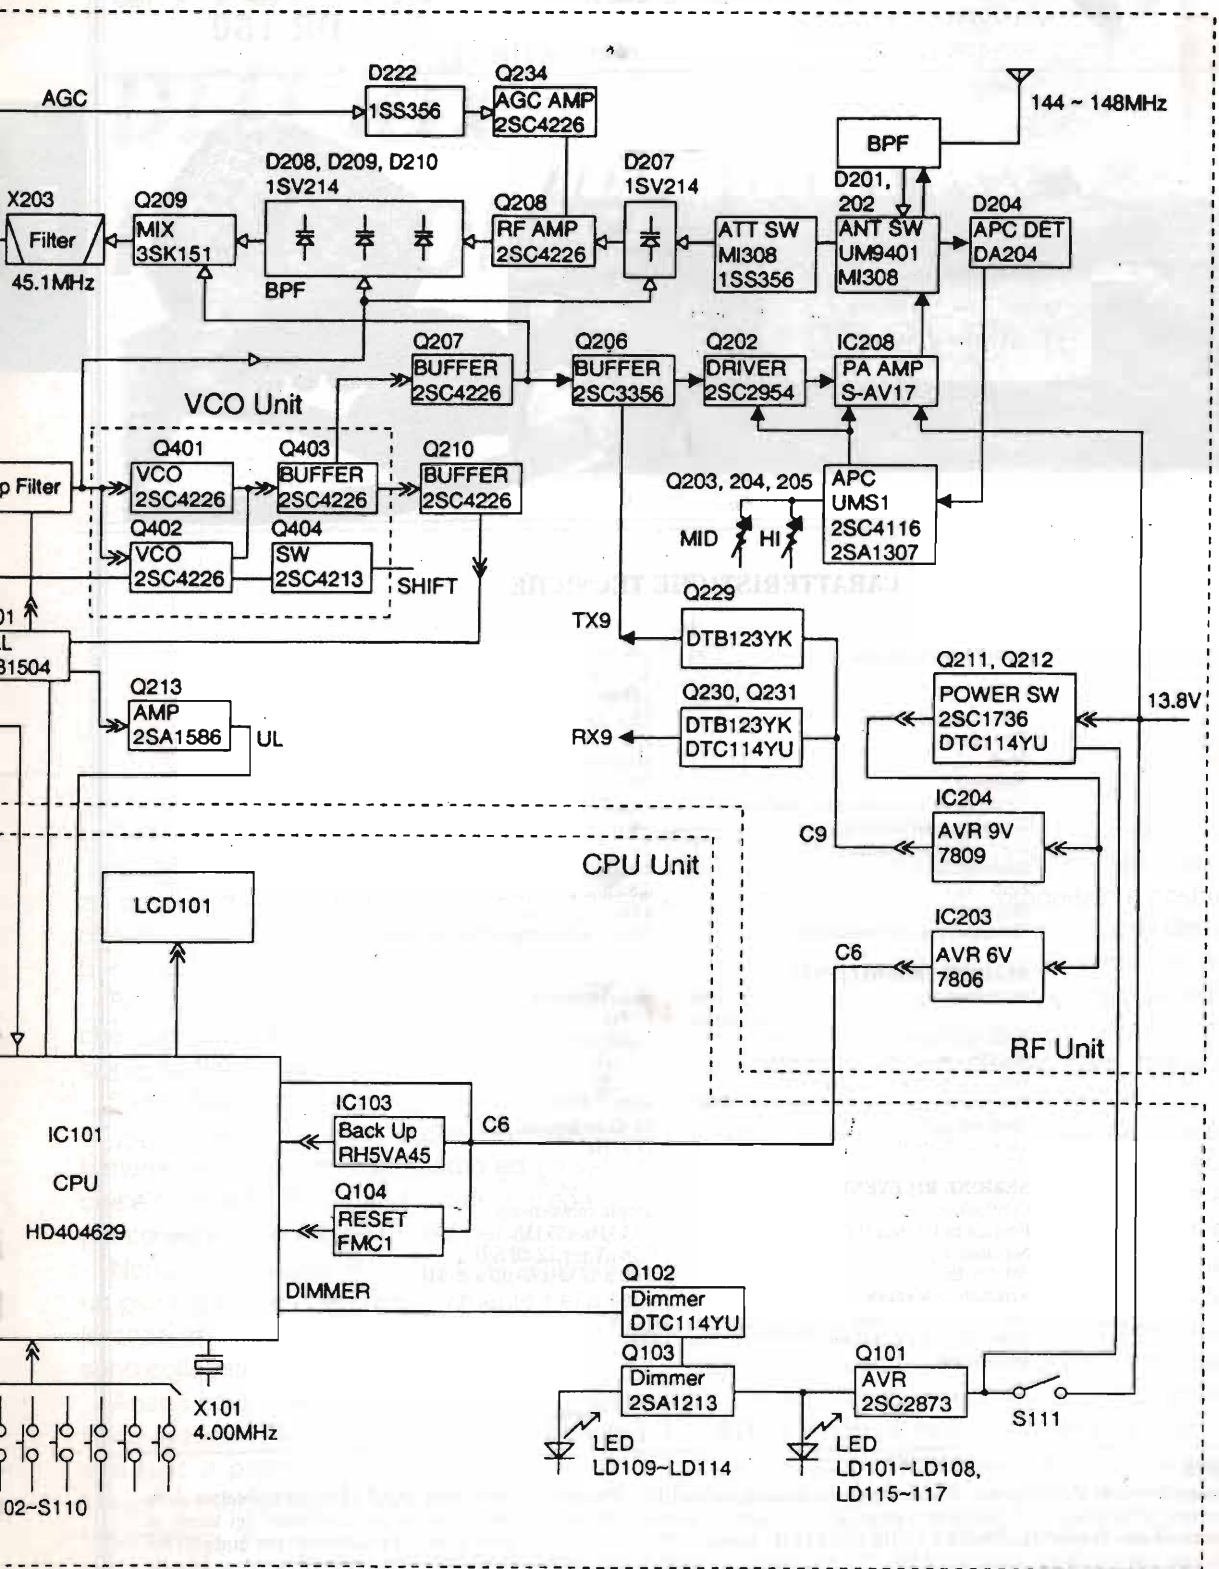 DR 150
D222
1SS356
Q234
AGC AMP
2SC4226
AGC
144 ~ 148MHz
BPF
D201,
202
ANT SW
UM9401
MI308
D204
APC DET
DA204
X203
Filter
45.1MHz
Q209
MIX
3SK151
D208, D209, D210
1SV214
BPF
Q208
RF AMP
2SC4226
D207
1SV214
ATT SW
MI308
1SS356
Q207
BUFFER
2SC4226
Q206
BUFFER
2SC3356
Q202
DRIVER
2SC2954
IC208
PA AMP
S-AV17
VCO Unit
Q401
VCO
2SC4226
Q403
BUFFER
2SC4226
Q210
BUFFER
2SC4226
p Filter
Q402
VCO
2SC4226
Q404
SW
2SC4213
SHIFT
Q203, 204, 205
APC
UMS1
2SC4116
2SA1307
MID
HI
CARATTERISTICHE TECNICHE
01
LL
31504
Q213
AMP
2SA1586
UL
TX9
Q229
DTB123YK
RX9
Q230, Q231
DTB123YK
DTC114YU
Q211, Q212
POWER SW
2SC1736
DTC114YU
13.8V
C9
IC204
AVR 9V
7809
CPU Unit
C6
IC203
AVR 6V
7806
RF Unit
LCD101
IC101
CPU
HD404629
IC103
Back Up
RH5VA45
C6
Q104
RESET
FMC1
DIMMER
Q102
Dimmer
DTC114YU
Q103
Dimmer
2SA1213
Q101
AVR
2SC2873
S111
X101
4.00MHz
LED
LD109~LD114
LED
LD101~LD108,
LD115~117
02~S110